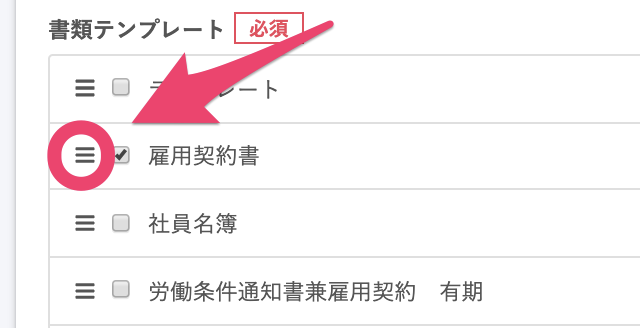 書類テンプレート 必須
レート
雇用契約書
社員名簿
労働条件通知書兼雇用契約 有期